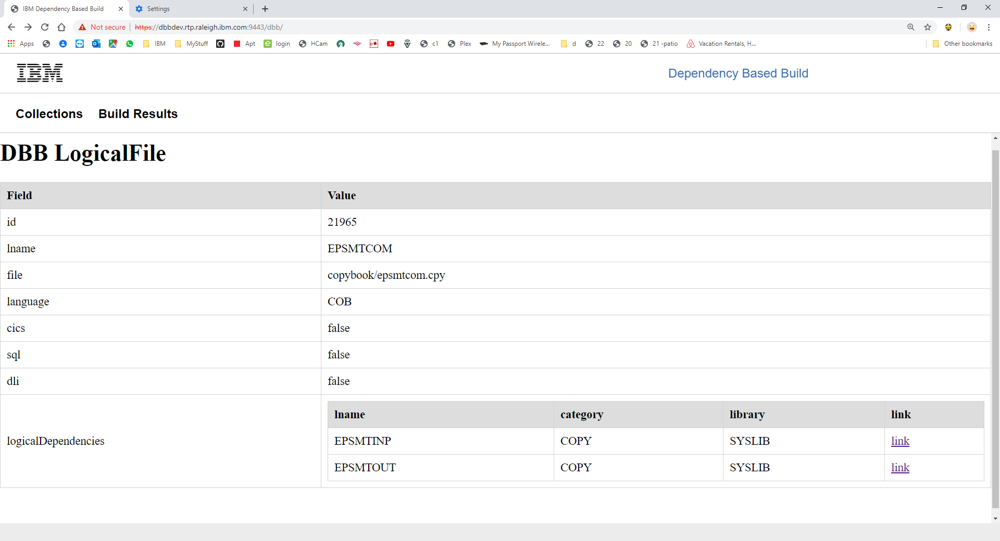 IBM Dependency Based Build
Settings
Not secure https://dbbdev.rtp.raleigh.ibm.com:9443/dbb/
Apps IBM MyStuff Apt login HCam c1 Plex My Passport Wirele... d 22 20 21 -patio Vacation Rentals, H... Other bookmarks
IBM Dependency Based Build
Collections Build Results
DBB LogicalFile
Field Value
id 21965
lname EPSMTCOM
file copybook/epsmtcom.cpy
language COB
cics false
sql false
dli false
logicalDependencies
lname category library link
EPSMTINP COPY SYSLIB link
EPSMTOUT COPY SYSLIB link